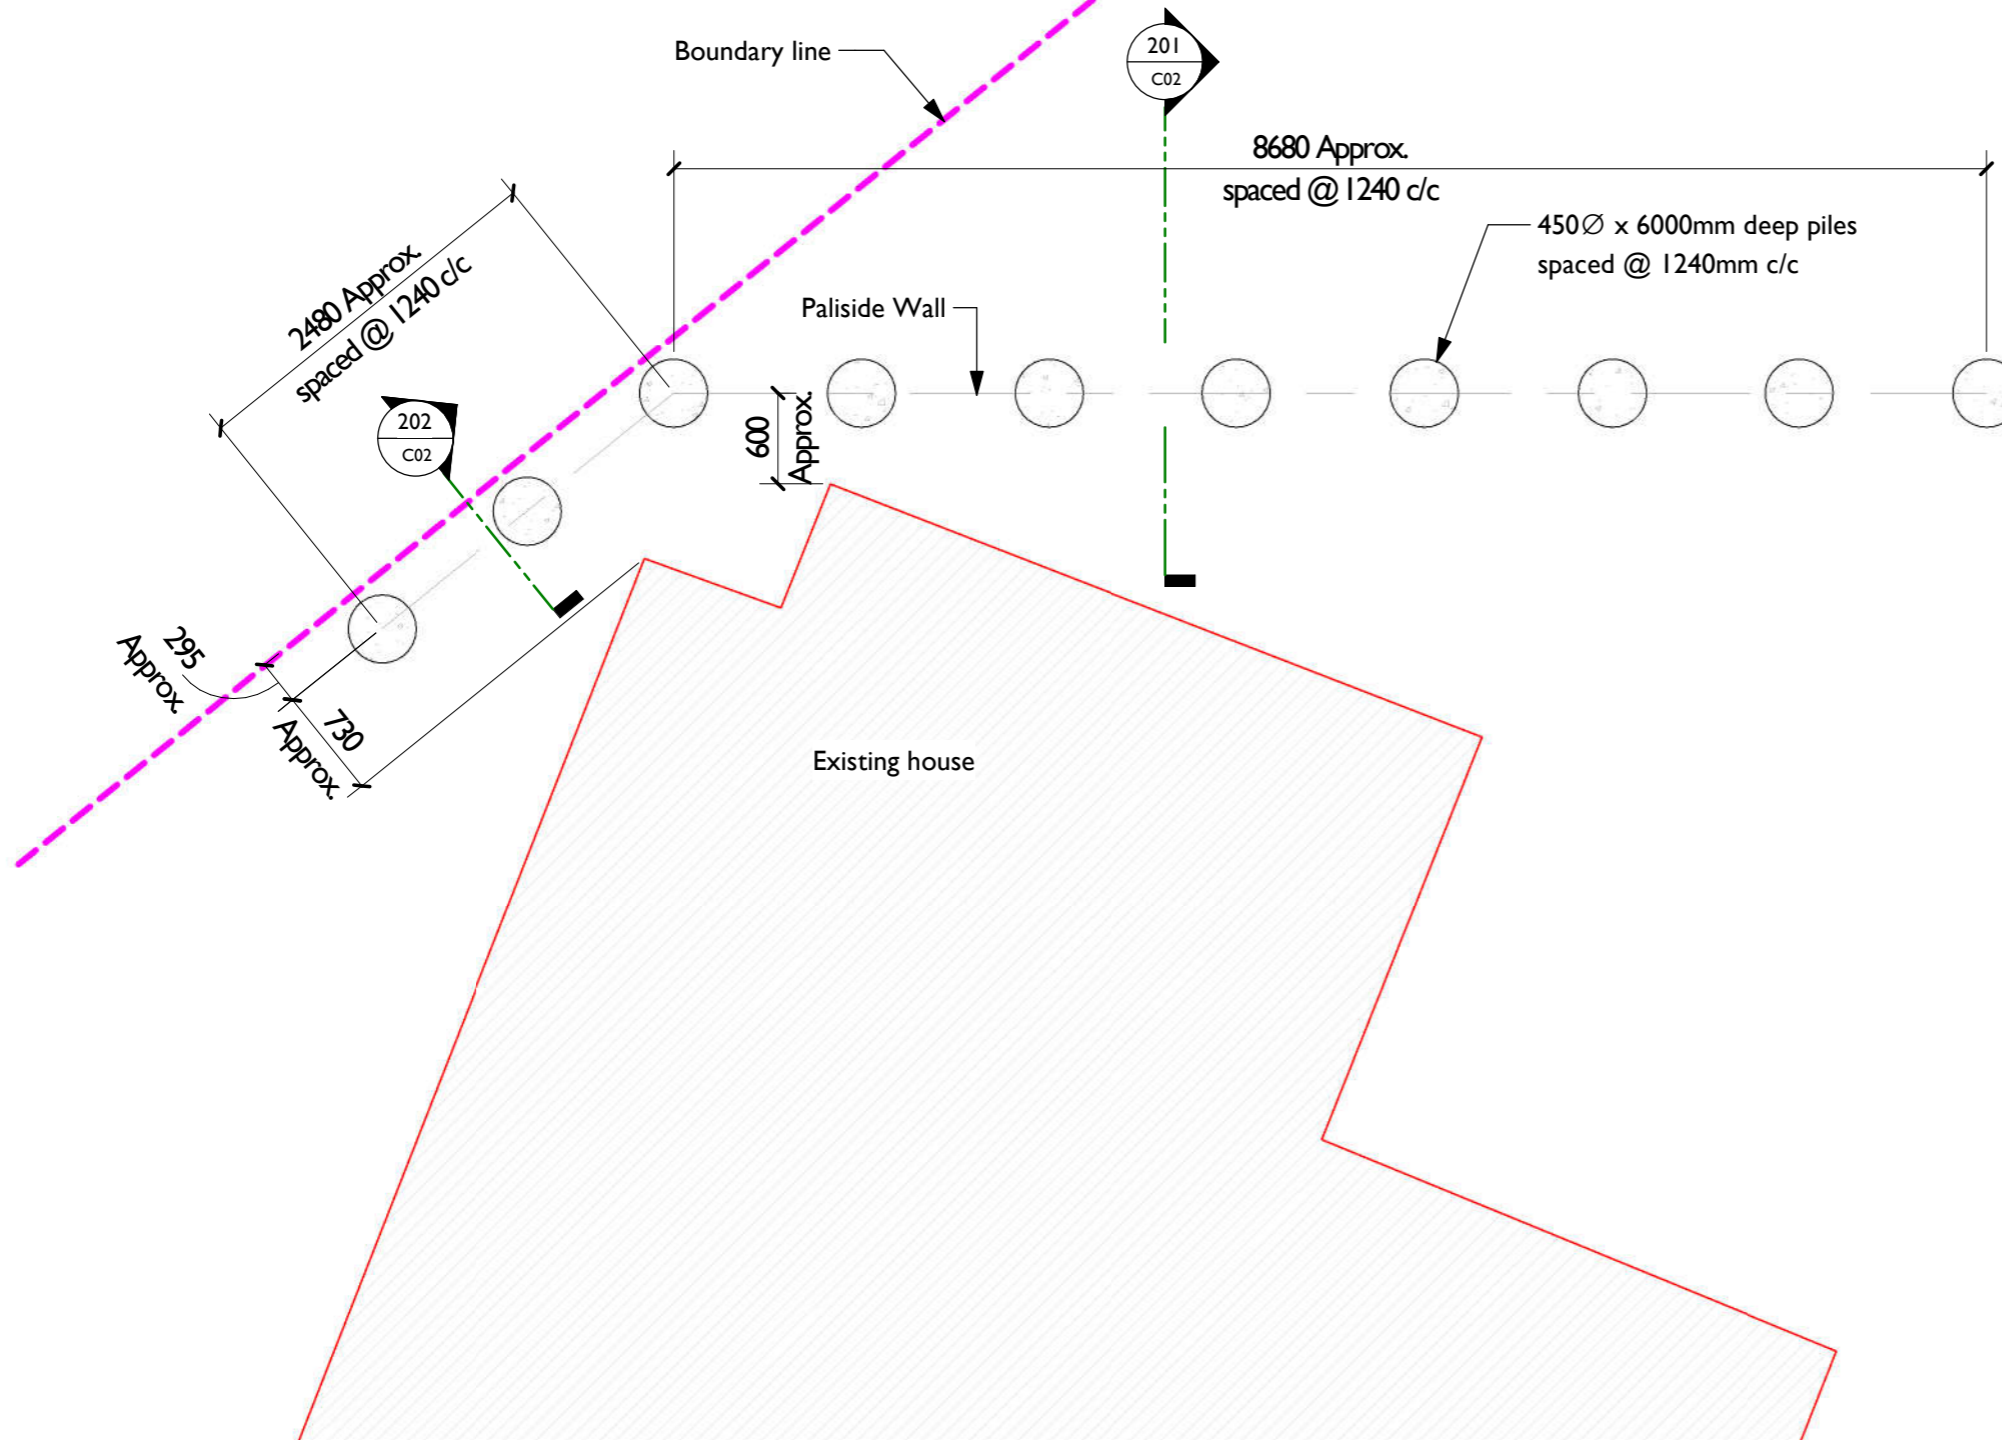 Boundary line
201
C02
8680 Approx.
spaced @ 1240 c/c
450Ø x 6000mm deep piles
spaced @ 1240mm c/c
2480 Approx.
spaced @ 1240 c/c
Paliside Wall
202
C02
600
Approx.
295
Approx.
730
Approx.
Existing house